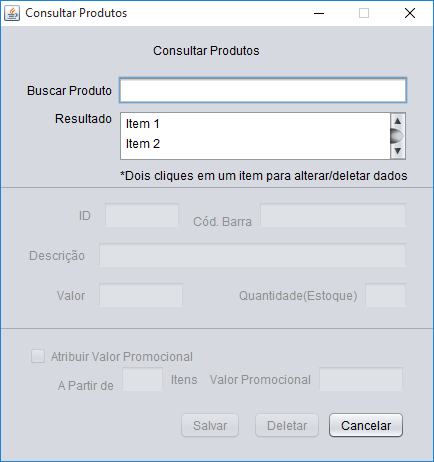 Consultar Produtos
Consultar Produtos
Buscar Produto
Resultado
Item 1
Item 2
*Dois cliques em um item para alterar/deletar dados
ID
Cód. Barra
Descrição
Valor
Quantidade(Estoque)
Atribuir Valor Promocional
A Partir de Itens Valor Promocional
Salvar Deletar Cancelar